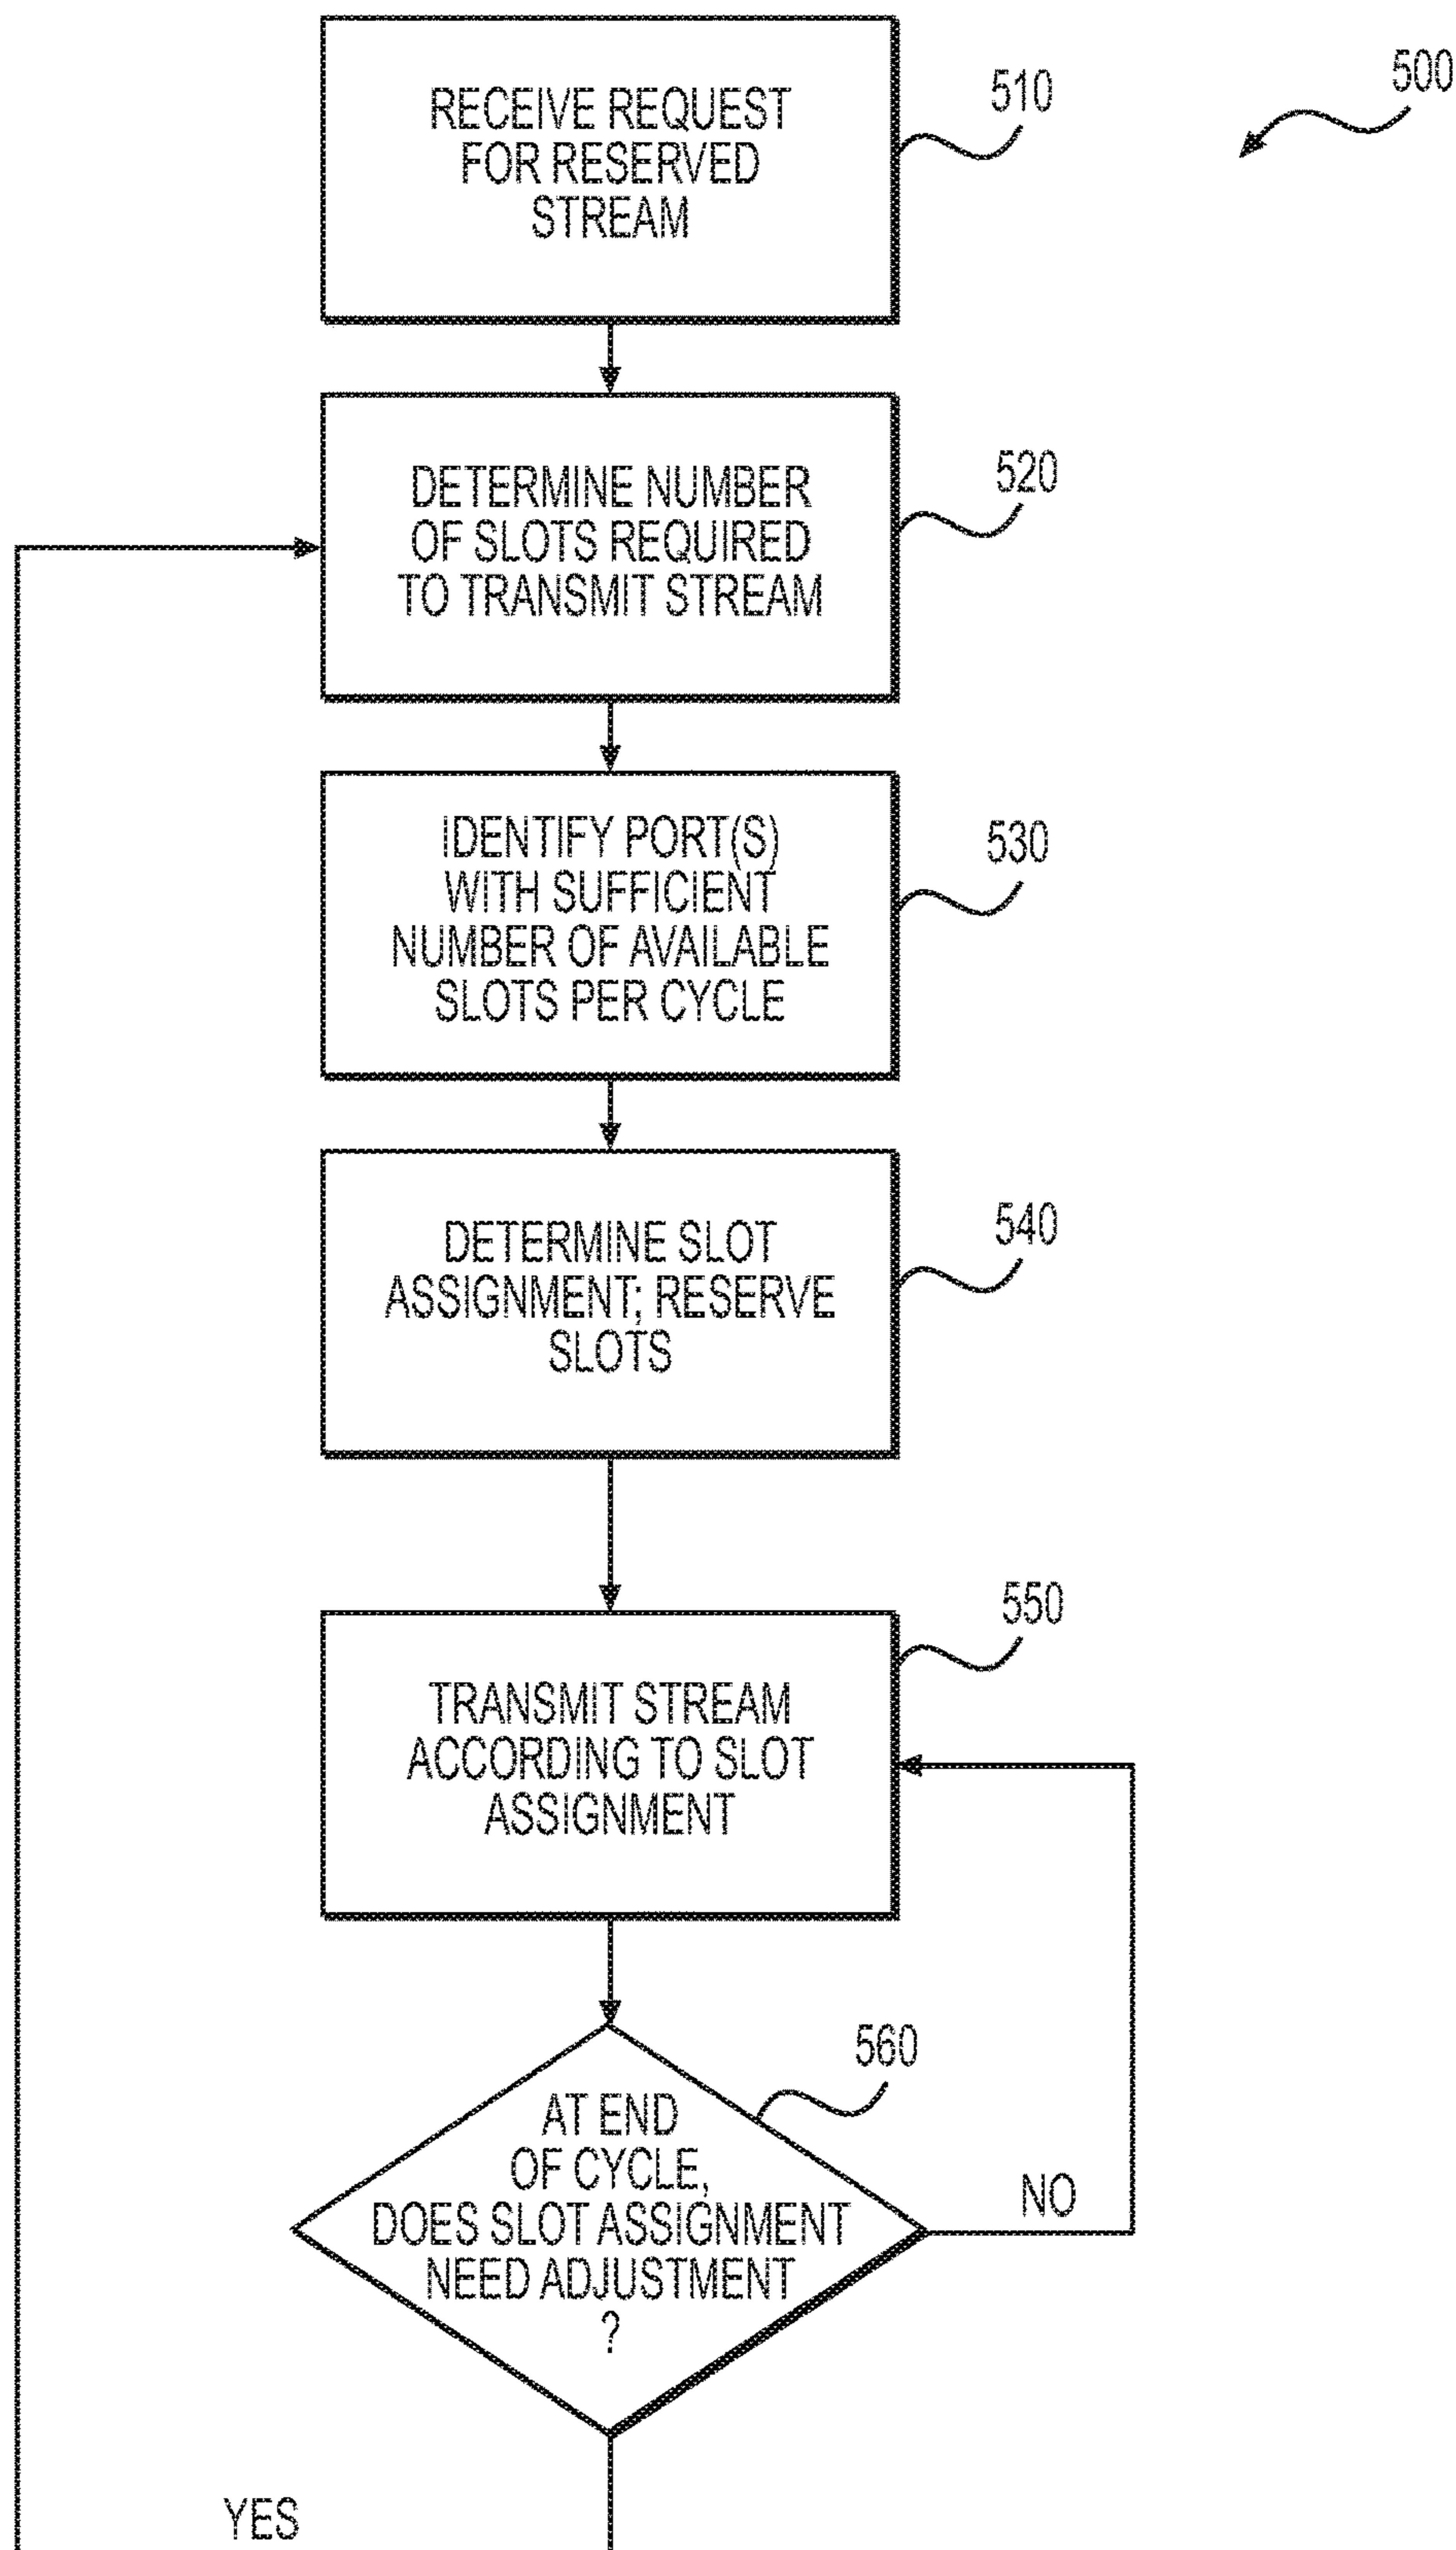 500
RECEIVE REQUEST
FOR RESERVED
STREAM
510
DETERMINE NUMBER
OF SLOTS REQUIRED
TO TRANSMIT STREAM
520
IDENTIFY PORT(S)
WITH SUFFICIENT
NUMBER OF AVAILABLE
SLOTS PER CYCLE
530
DETERMINE SLOT
ASSIGNMENT; RESERVE
SLOTS
540
TRANSMIT STREAM
ACCORDING TO SLOT
ASSIGNMENT
550
AT END
OF CYCLE,
DOES SLOT ASSIGNMENT
NEED ADJUSTMENT
?
560
NO
YES